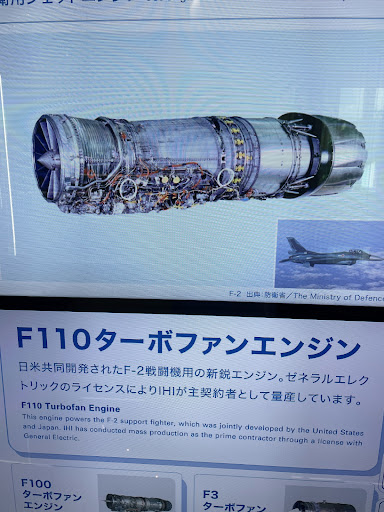 F-2 出典:防衛省/The Ministry of Defence
F110ターボファンエンジン
日米共同開発されたF-2戦闘機用の新鋭エンジン。ゼネラルエレク
トリックのライセンスによりIHIが主契約者として量産しています。
F110 Turbofan Engine
This engine powers the F-2 support fighter, which was jointly developed by the United States
and Japan. IHI has conducted mass production as the prime contractor through a license with
General Electric.
F100
ターボファン
エンジン
F3
ターボファン